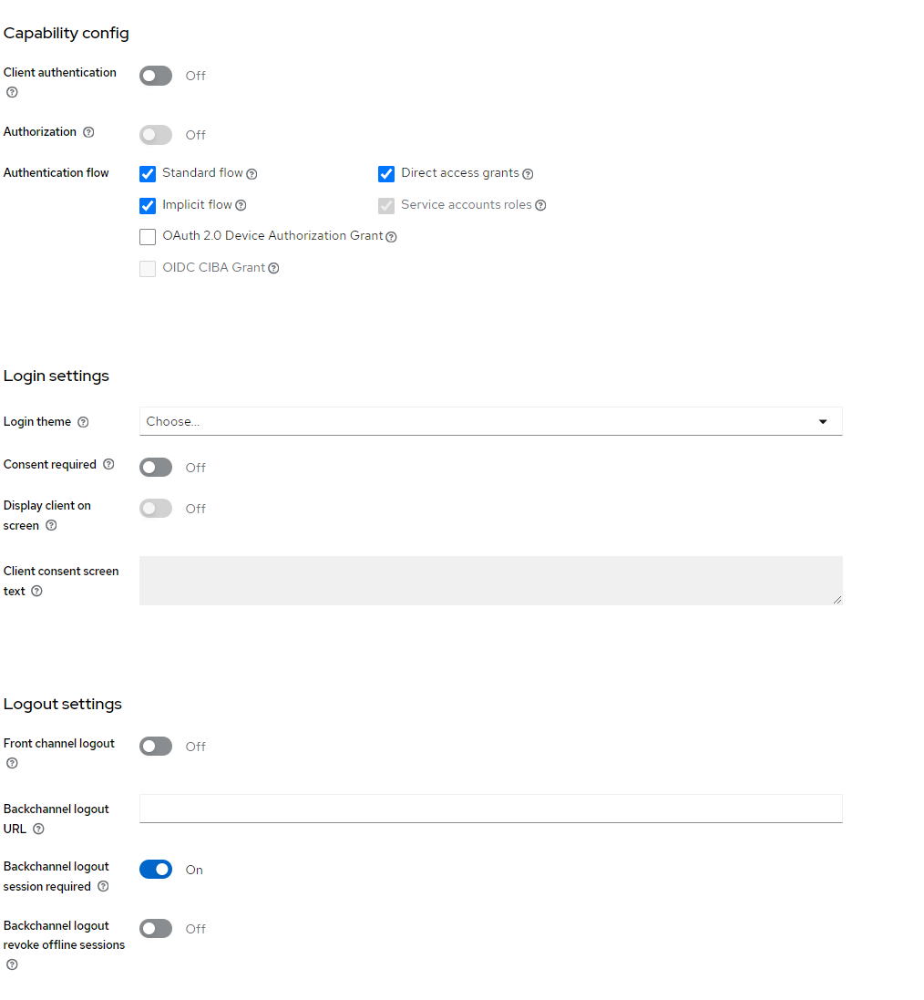 Capability config
Client authentication
Off
Authorization
Off
Authentication flow
Standard flow
Direct access grants
Implicit flow
Service accounts roles
OAuth 2.0 Device Authorization Grant
OIDC CIBA Grant
Login settings
Login theme
Choose...
Consent required
Off
Display client on
screen
Off
Client consent screen
text
Logout settings
Front channel logout
Off
Backchannel logout
URL
Backchannel logout
session required
On
Backchannel logout
revoke offline sessions
Off